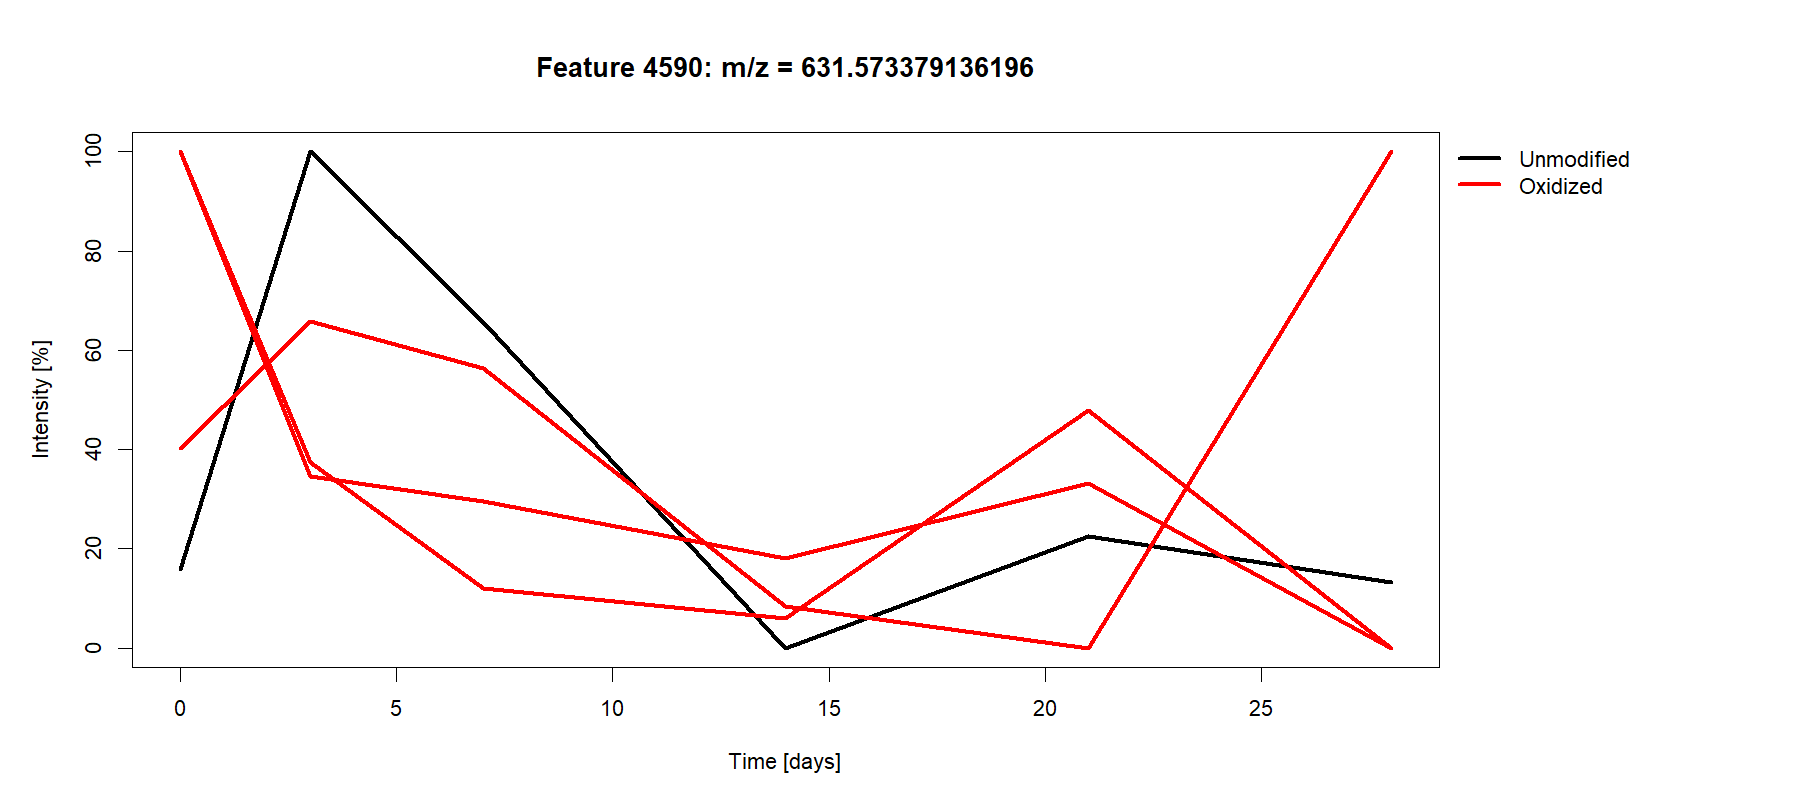 Feature 4590: m/z = 631.573379136196
Unmodified
Oxidized
Intensity [%]
100
80
60
40
20
0
0 5 10 15 20 25
Time [days]